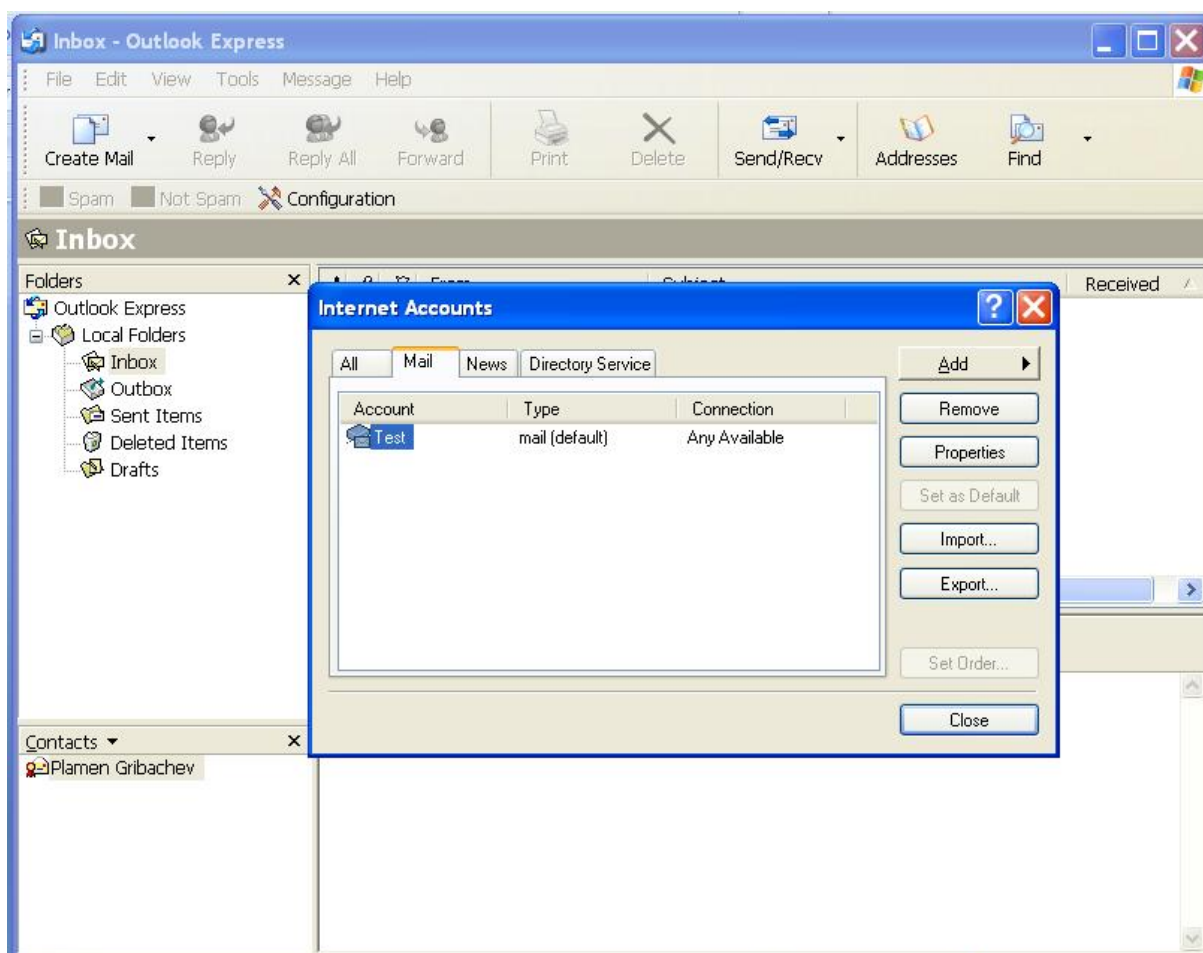 Inbox - Outlook Express
File Edit View Tools Message Help
Create Mail Reply Reply All Forward Print Delete Send/Recv Addresses Find
Spam Not Spam Configuration
Inbox
Folders ×
Received
Outlook Express
Local Folders
Inbox
Outbox
Sent Items
Deleted Items
Drafts
Internet Accounts
All Mail News Directory Service
Add
Account Type Connection
Remove
Test mail (default) Any Available
Properties
Set as Default
Import...
Export...
Set Order...
Close
Contacts ×
Plamen Gribachev